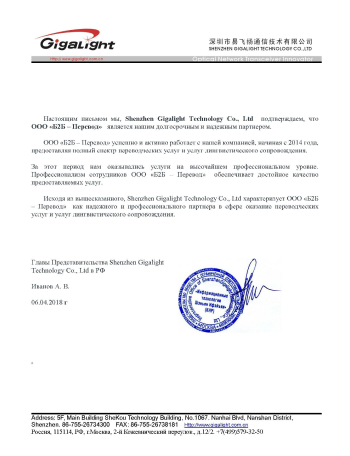 Gigalight
http://www.gigalight.com.cn
深圳市易飞扬通信技术有限公司
SHENZHEN GIGALIGHT TECHNOLOGY CO.,LTD
Optical Network Transceiver Innovator
Настоящим письмом мы, Shenzhen Gigalight Technology Co., Ltd подтверждаем, что
ООО «Б2Б – Перевод» является нашим долгосрочным и надежным партнером.
ООО «Б2Б – Перевод» успешно и активно работает с нашей компанией, начиная с 2014 года,
предоставляя полный спектр переводческих услуг и услуг лингвистического сопровождения.
За этот период нам оказывались услуги на высочайшем профессиональном уровне.
Профессионализм сотрудников ООО «Б2Б – Перевод» обеспечивает достойное качество
предоставляемых услуг.
Исходя из вышесказанного, Shenzhen Gigalight Technology Co., Ltd характеризует ООО «Б2Б
– Перевод» как надежного и профессионального партнера в сфере оказание переводческих
услуг и услуг лингвистического сопровождения.
Главы Представительства Shenzhen Gigalight
Technology Co., Ltd в РФ
Иванов А. В.
06.04.2018 г
Address: 5F, Main Building SheKou Technology Building, No.1067, Nanhai Blvd, Nanshan District,
Shenzhen. 86-755-26734300 FAX: 86-755-26738181 http://www.gigalight.com.cn
Россия, 115114, РФ, г.Москва, 2-й Кожевнический переулок., д.12/2. +7(499)579-32-50